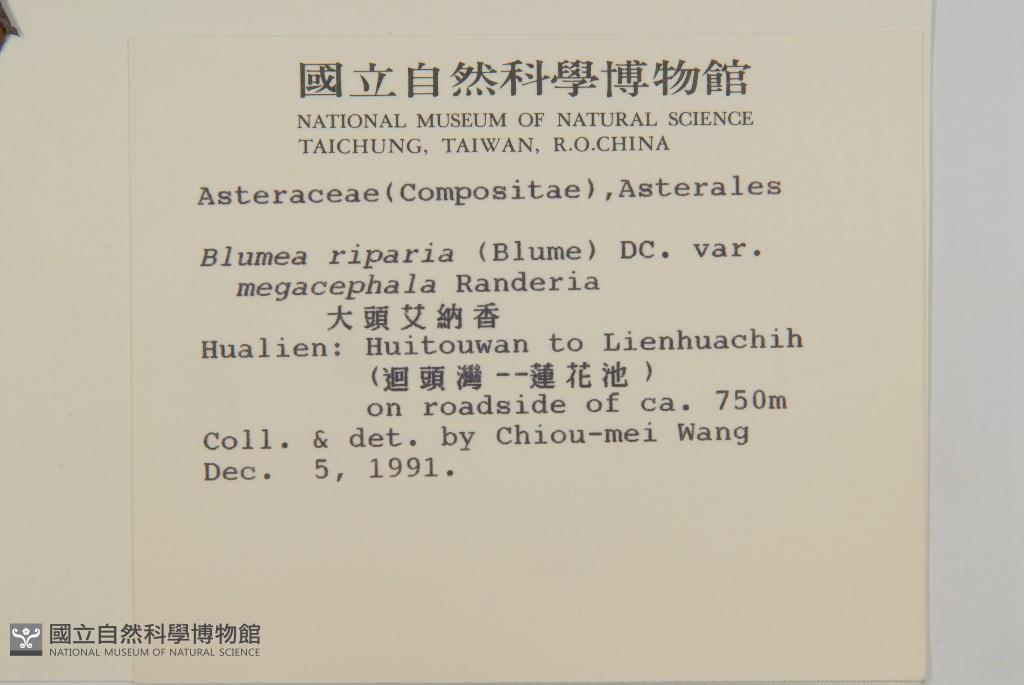 國立自然科學博物館
NATIONAL MUSEUM OF NATURAL SCIENCE
TAICHUNG, TAIWAN, R.O.CHINA
Asteraceae(Compositae),Asterales
Blumea riparia (Blume) DC. var.
megacephala Randeria
大頭艾納香
Hualien: Huitouwan to Lienhuachih
(迴頭灣--蓮花池)
on roadside of ca. 750m
Coll. & det. by Chiou-mei Wang
Dec. 5, 1991.
國立自然科學博物館
NATIONAL MUSEUM OF NATURAL SCIENCE